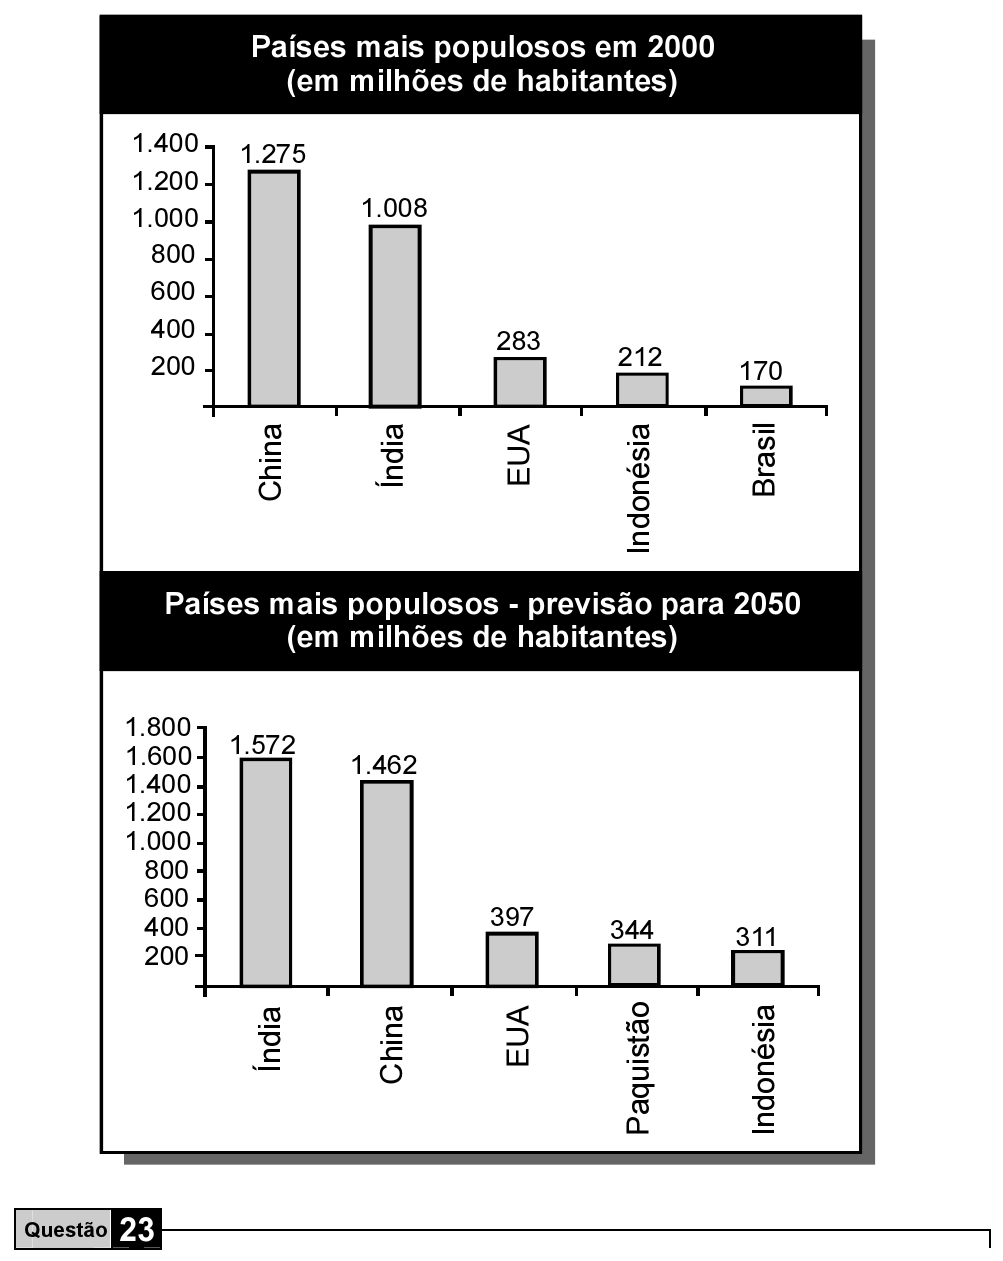 Países mais populosos em 2000
(em milhões de habitantes)
1.400
1.200
1.000
800
600
400
200
1.275
1.008
283
212
170
China
Índia
EUA
Indonésia
Brasil
Países mais populosos - previsão para 2050
(em milhões de habitantes)
1.800
1.600
1.400
1.200
1.000
800
600
400
200
1.572
1.462
397
344
311
Índia
China
EUA
Paquistão
Indonésia
Questão 23